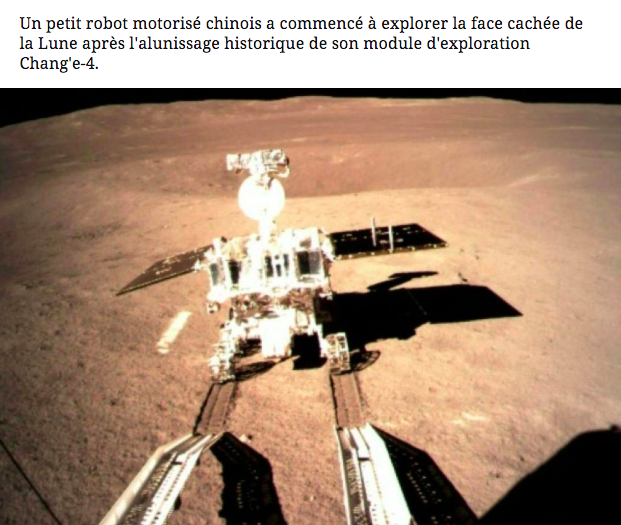 Un petit robot motorisé chinois a commencé à explorer la face cachée de
la Lune après l'alunissage historique de son module d'exploration
Chang'e-4.